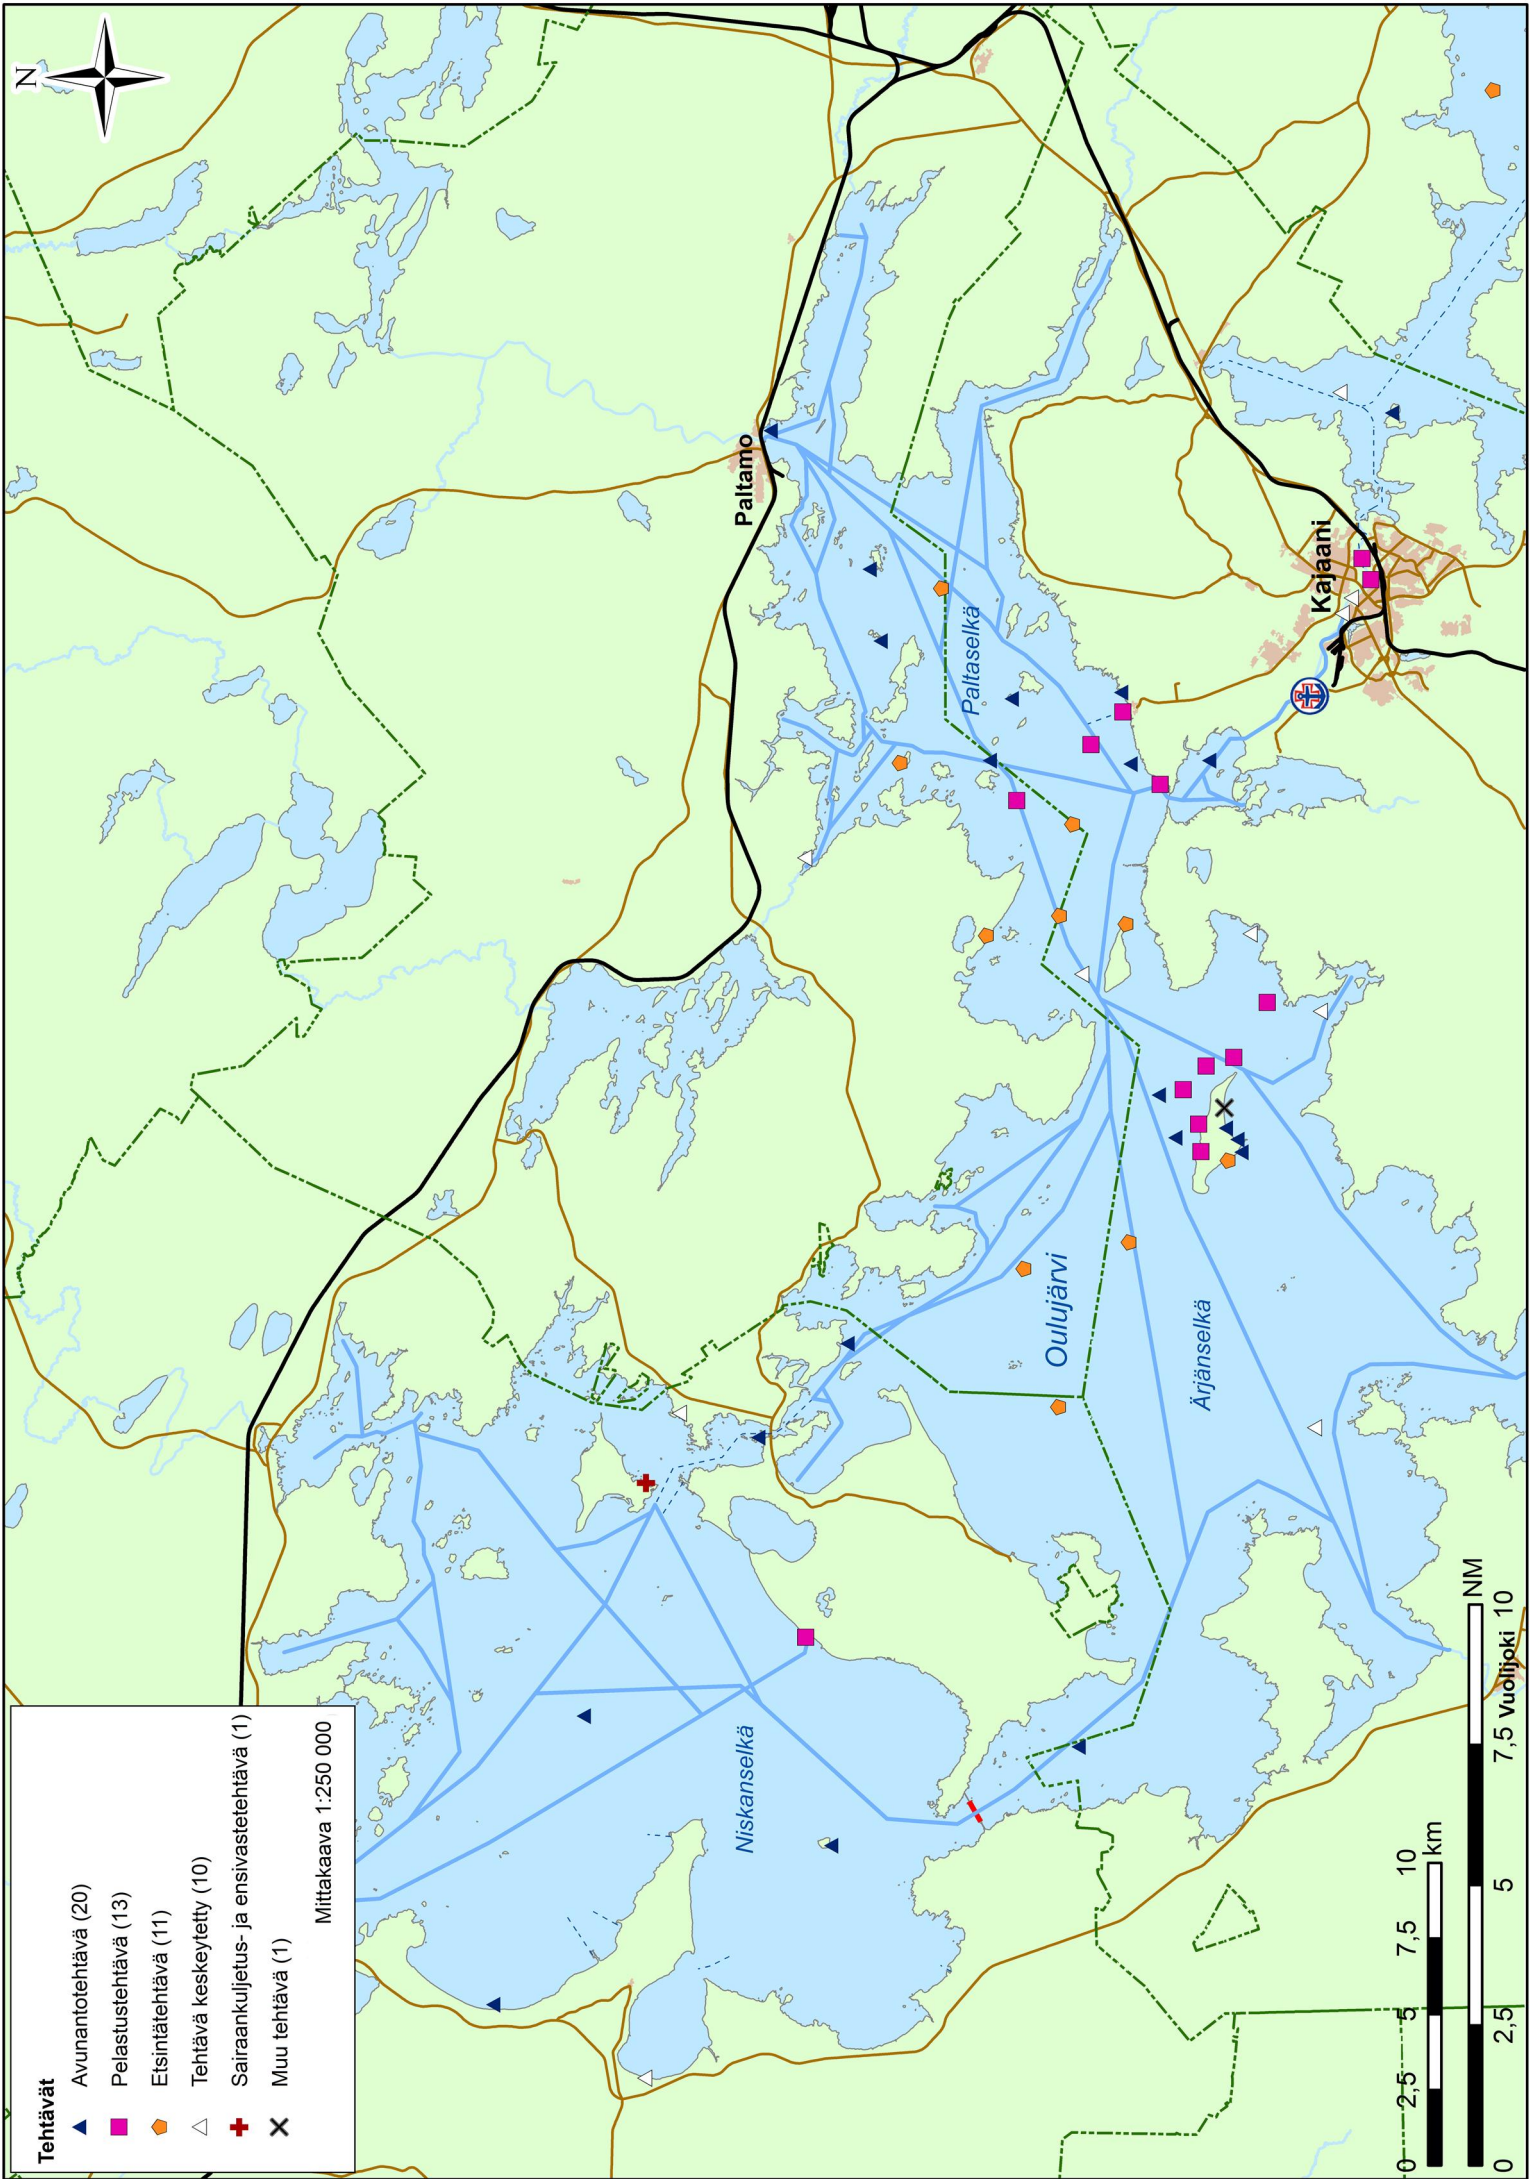 N
Tehtävät
Avunantotehtävä (20)
Pelastustehtävä (13)
Etsintätehtävä (11)
Tehtävä keskeytetty (10)
Sairaankuljetus- ja ensivastetehtävä (1)
Muu tehtävä (1)
Mittakaava 1:250 000
Paltamo
Kajaani
Paltaselkä
Oulujärvi
Ärjänselkä
Niskanselkä
Vuolijoki
0 2,5 5 7,5 10
km
NM
0 2,5 5 7,5 10